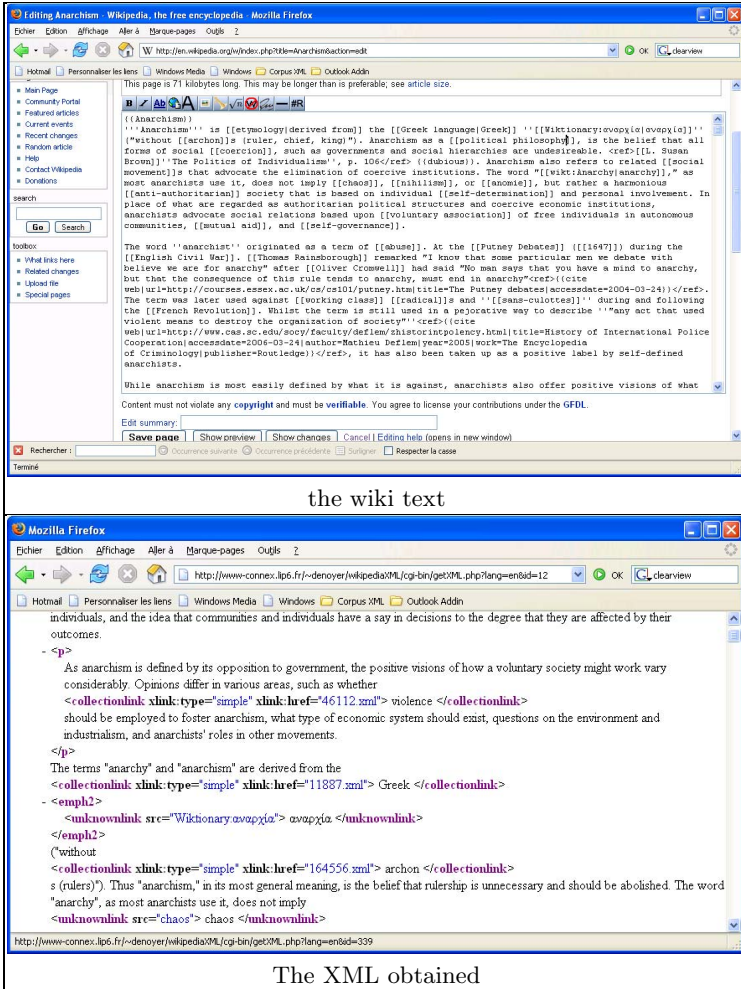 Editing Anarchism - Wikipedia, the free encyclopedia - Mozilla Firefox
Fichier Edition Affichage Aller à Marque-pages Outils ?
W http://en.wikipedia.org/w/index.php?title=Anarchism&action=edit OK clearview
Hotmail Personnaliser les liens Windows Media Windows Corpus XML Outlook Addin
Main Page
Community Portal
Featured articles
Current events
Recent changes
Random article
Help
Contact Wikipedia
Donations
search
Go Search
toolbox
What links here
Related changes
Upload file
Special pages
This page is 71 kilobytes long. This may be longer than is preferable; see article size.
B I Ab A √n W — #R
{{Anarchism}}
'''Anarchism''' is [[etymology|derived from]] the [[Greek language|Greek]] ''[[Wiktionary:αναρχία|αναρχία]]''
("without [[archon]]s (ruler, chief, king)"). Anarchism as a [[political philosophy]], is the belief that all
forms of social [[coercion]], such as governments and social hierarchies are undesireable. <ref>[[L. Susan
Brown]]''The Politics of Individualism'', p. 106</ref> {{dubious}}. Anarchism also refers to related [[social
movement]]s that advocate the elimination of coercive institutions. The word "[[wikt:Anarchy|anarchy]]," as
most anarchists use it, does not imply [[chaos]], [[nihilism]], or [[anomie]], but rather a harmonious
[[anti-authoritarian]] society that is based on individual [[self-determination]] and personal involvement. In
place of what are regarded as authoritarian political structures and coercive economic institutions,
anarchists advocate social relations based upon [[voluntary association]] of free individuals in autonomous
communities, [[mutual aid]], and [[self-governance]].
The word ''anarchist'' originated as a term of [[abuse]]. At the [[Putney Debates]] ([[1647]]) during the
[[English Civil War]]. [[Thomas Rainsborough]] remarked "I know that some particular men we debate with
believe we are for anarchy" after [[Oliver Cromwell]] had said "No man says that you have a mind to anarchy,
but that the consequence of this rule tends to anarchy, must end in anarchy"<ref>{{cite
web|url=http://courses.essex.ac.uk/cs/cs101/putney.htm|title=The Putney debates|accessdate=2004-03-24}}</ref>.
The term was later used against [[working class]] [[radical]]s and ''[[sans-culottes]]'' during and following
the [[French Revolution]]. Whilst the term is still used in a pejorative way to describe ''"any act that used
violent means to destroy the organization of society"''<ref>{{cite
web|url=http://www.cas.sc.edu/socy/faculty/deflem/zhistorintpolency.html|title=History of International Police
Cooperation|accessdate=2006-03-24|author=Mathieu Deflem|year=2005|work=The Encyclopedia
of Criminology|publisher=Routledge}}</ref>, it has also been taken up as a positive label by self-defined
anarchists.
While anarchism is most easily defined by what it is against, anarchists also offer positive visions of what
Content must not violate any copyright and must be verifiable. You agree to license your contributions under the GFDL.
Edit summary:
Save page Show preview Show changes Cancel | Editing help (opens in new window)
Rechercher : Occurrence suivante Occurrence précédente Surligner Respecter la casse
Terminé
the wiki text
Mozilla Firefox
Fichier Edition Affichage Aller à Marque-pages Outils ?
http://www-connex.lip6.fr/~denoyer/wikipediaXML/cgi-bin/getXML.php?lang=en&id=12 OK clearview
Hotmail Personnaliser les liens Windows Media Windows Corpus XML Outlook Addin
individuals, and the idea that communities and individuals have a say in decisions to the degree that they are affected by their
outcomes.
- <p>
As anarchism is defined by its opposition to government, the positive visions of how a voluntary society might work vary
considerably. Opinions differ in various areas, such as whether
<collectionlink xlink:type="simple" xlink:href="46112.xml"> violence </collectionlink>
should be employed to foster anarchism, what type of economic system should exist, questions on the environment and
industrialism, and anarchists' roles in other movements.
</p>
The terms "anarchy" and "anarchism" are derived from the
<collectionlink xlink:type="simple" xlink:href="11887.xml"> Greek </collectionlink>
- <emph2>
<unknownlink src="Wiktionary:αναρχία"> αναρχία </unknownlink>
</emph2>
("without
<collectionlink xlink:type="simple" xlink:href="164556.xml"> archon </collectionlink>
s (rulers)"). Thus "anarchism," in its most general meaning, is the belief that rulership is unnecessary and should be abolished. The word
"anarchy", as most anarchists use it, does not imply
<unknownlink src="chaos"> chaos </unknownlink>
http://www-connex.lip6.fr/~denoyer/wikipediaXML/cgi-bin/getXML.php?lang=en&id=339
The XML obtained